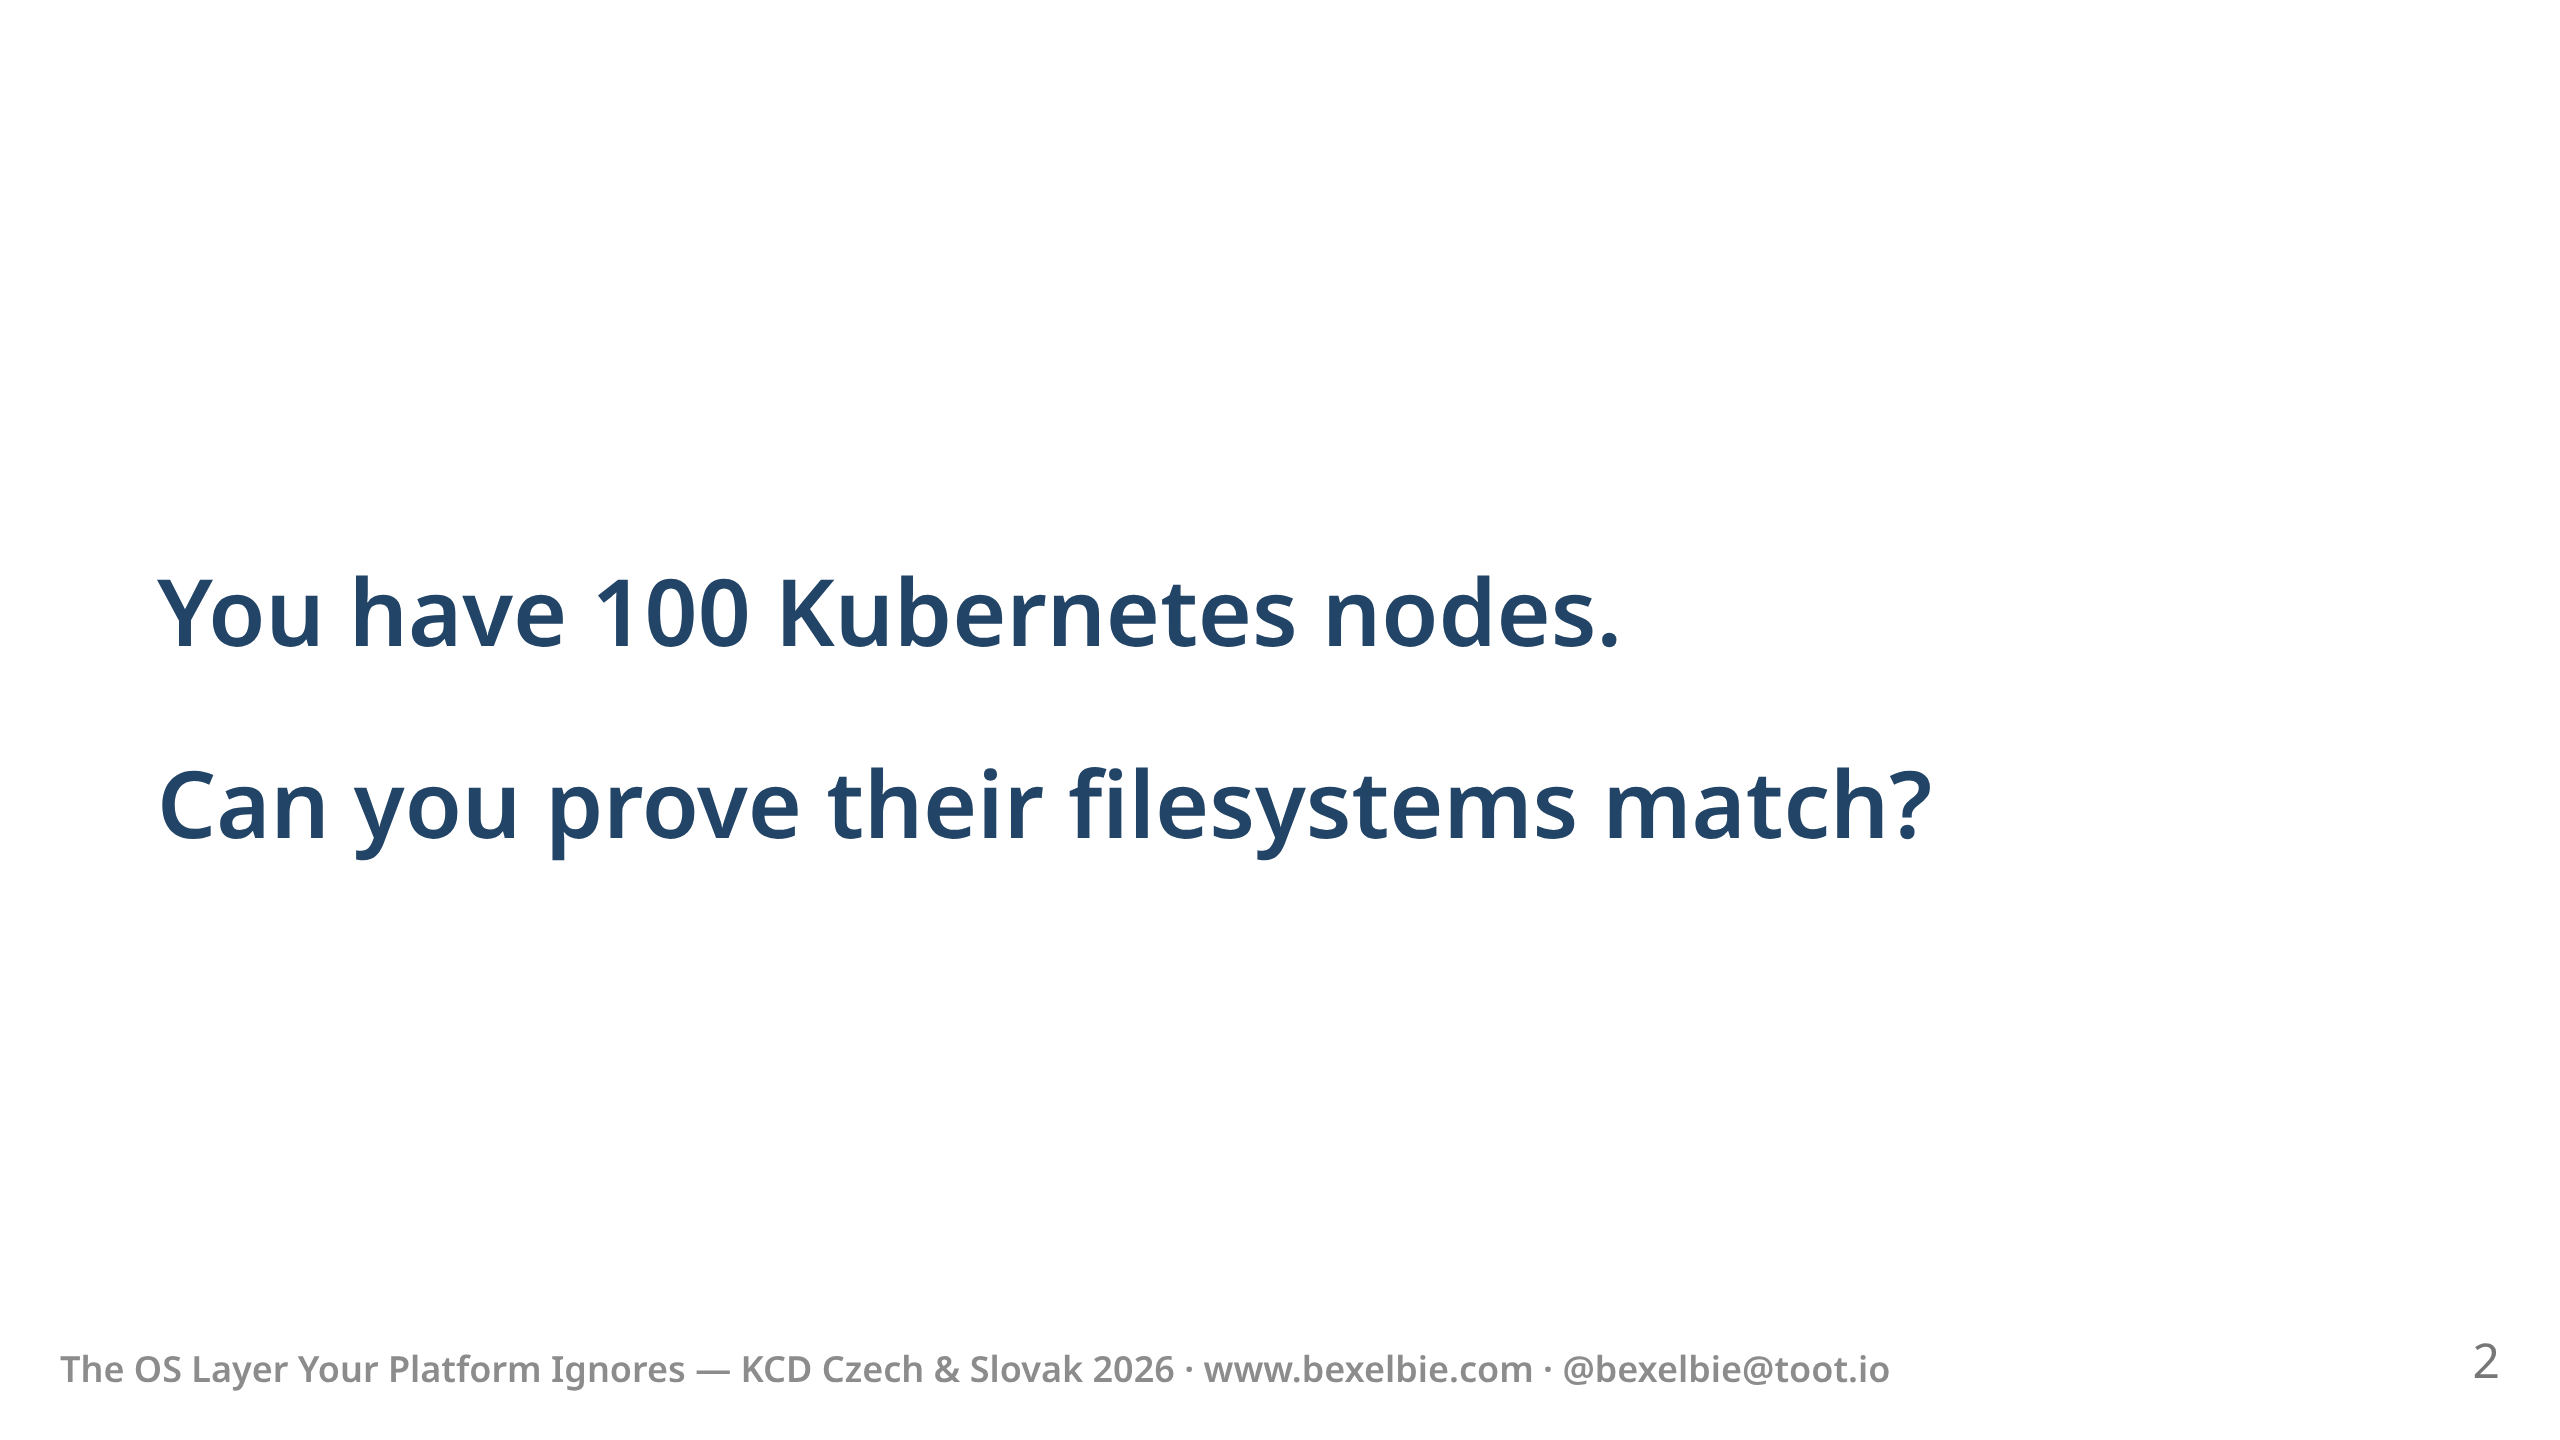 You have 100 Kubernetes nodes.
Can you prove their filesystems match?
The OS Layer Your Platform Ignores — KCD Czech & Slovak 2026 · www.bexelbie.com · @bexelbie@toot.io
2